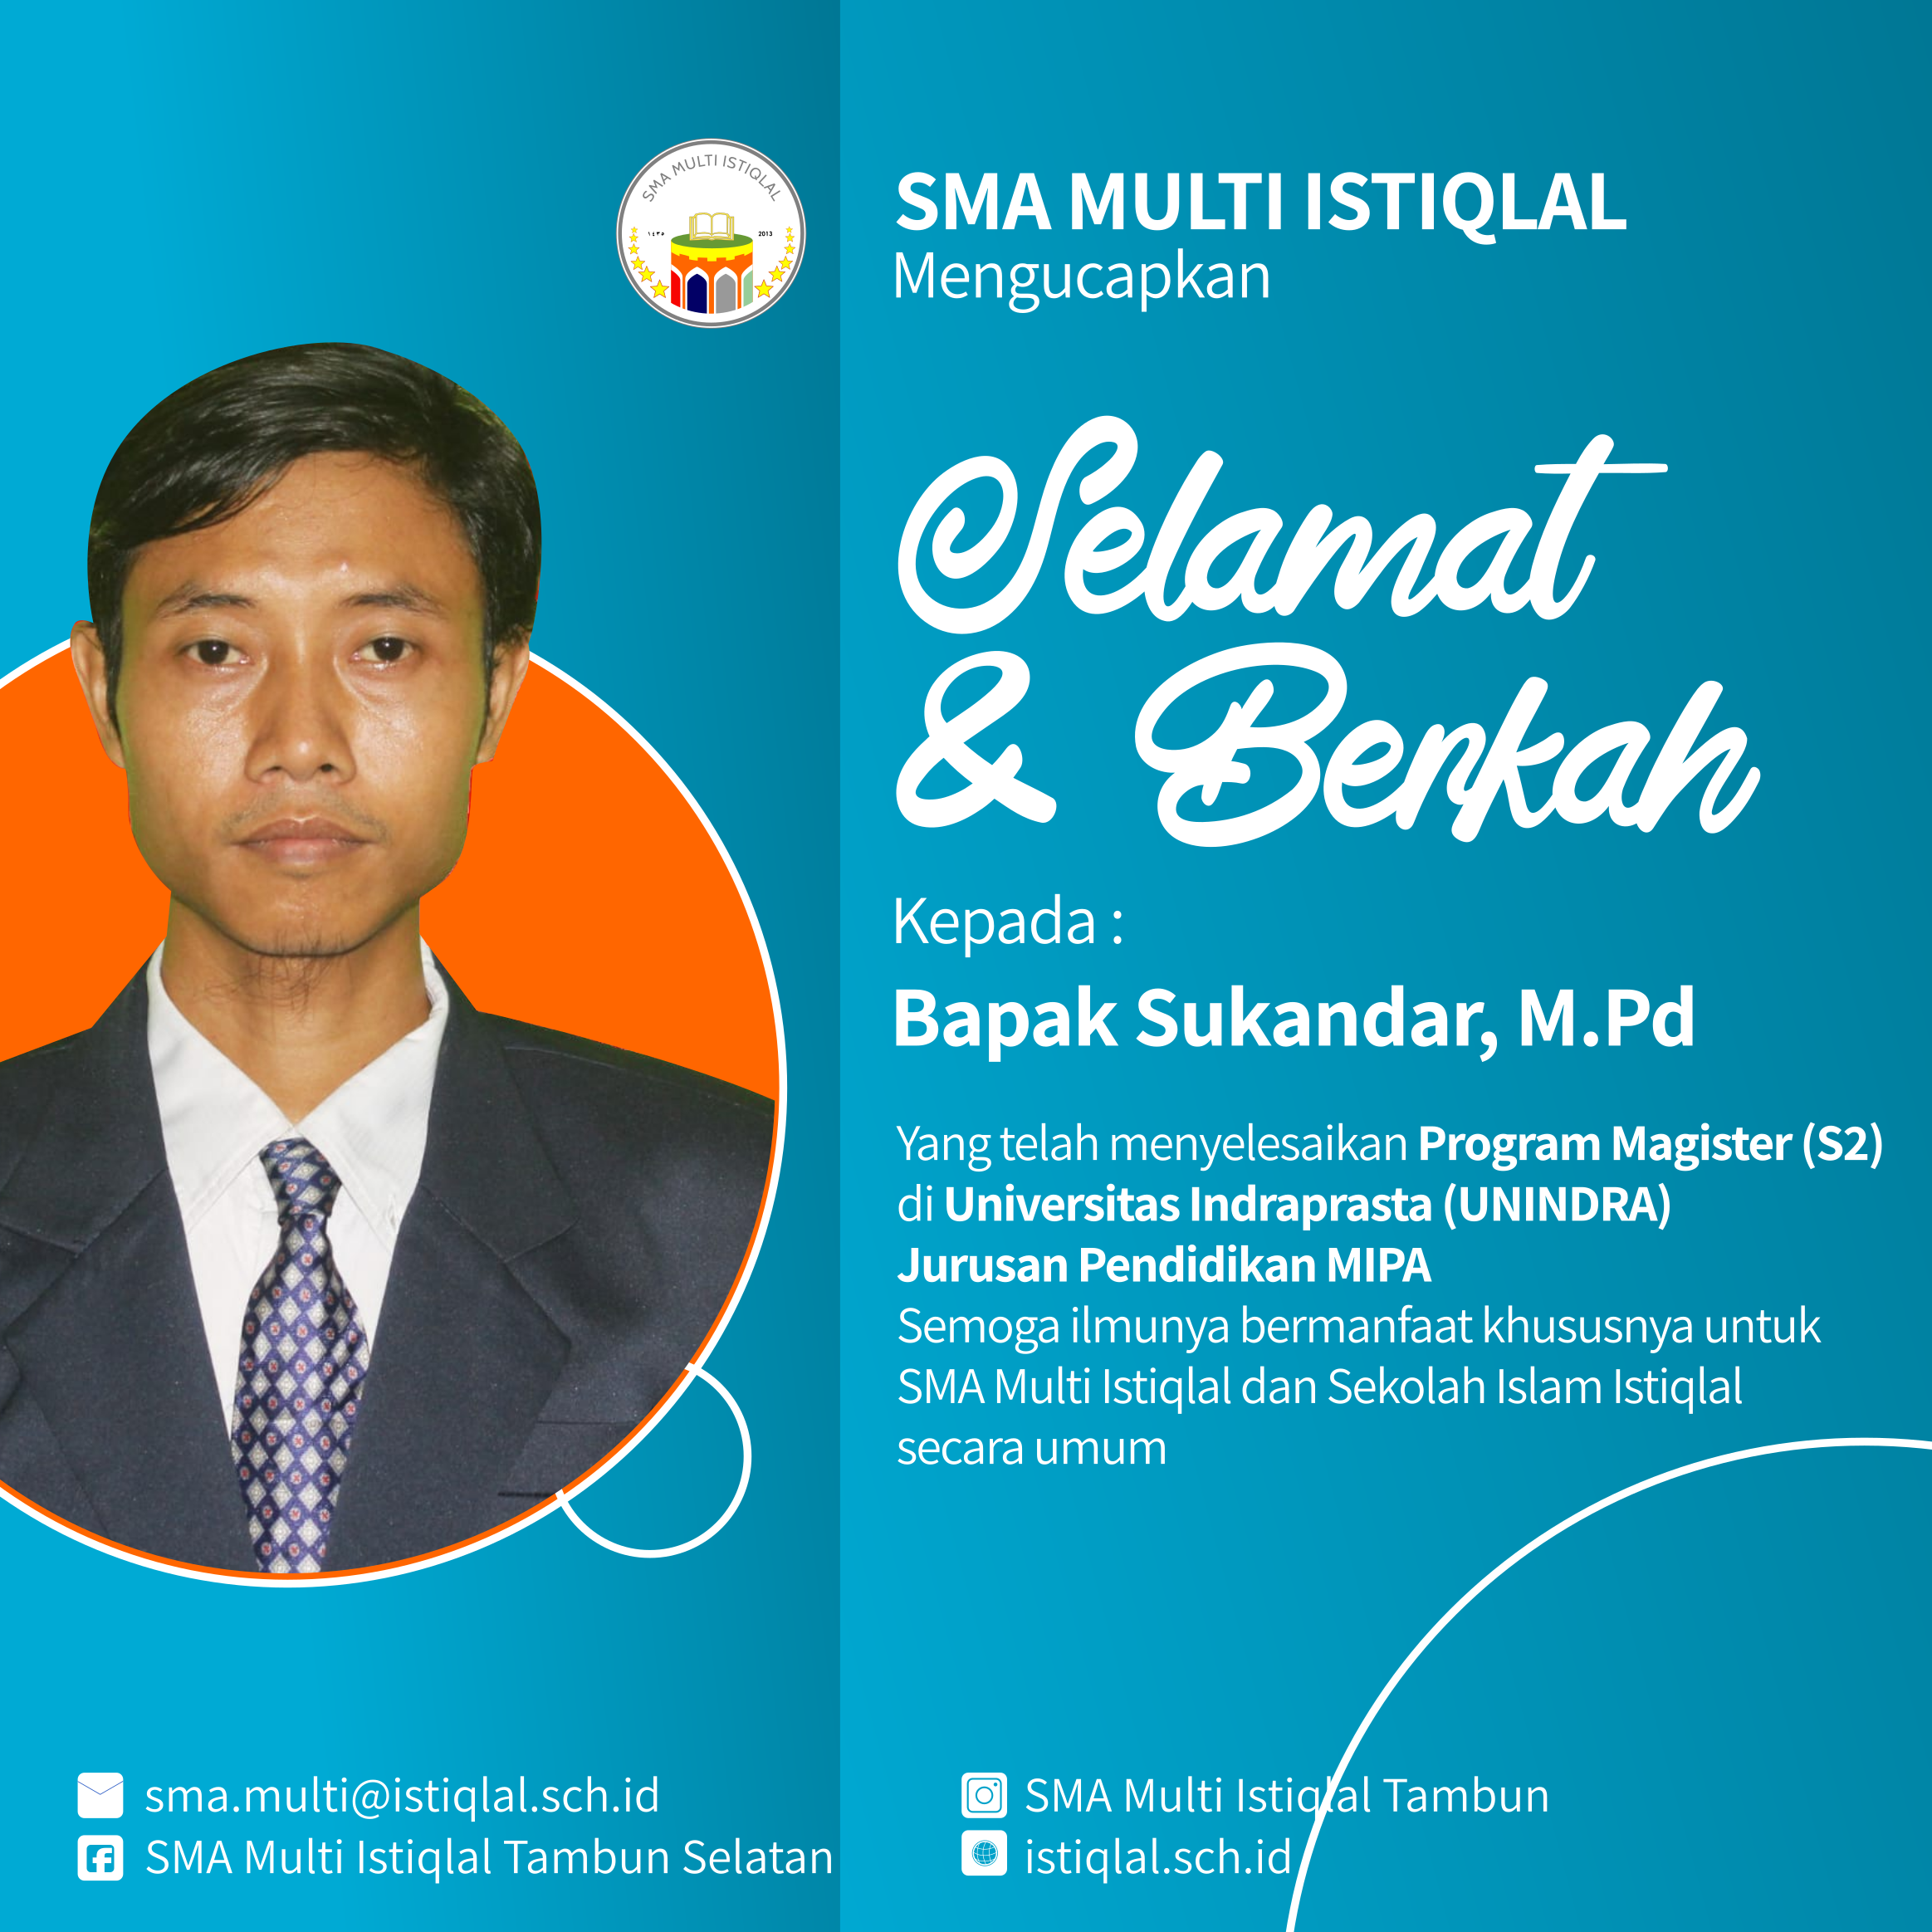 SMA MULTI ISTIQLAL
١٤٣٥
2013
SMA MULTI ISTIQLAL
Mengucapkan
Selamat
& Berkah
Kepada :
Bapak Sukandar, M.Pd
Yang telah menyelesaikan Program Magister (S2)
di Universitas Indraprasta (UNINDRA)
Jurusan Pendidikan MIPA
Semoga ilmunya bermanfaat khususnya untuk
SMA Multi Istiqlal dan Sekolah Islam Istiqlal
secara umum
sma.multi@istiqlal.sch.id
SMA Multi Istiqlal Tambun Selatan
SMA Multi Istiqlal Tambun
istiqlal.sch.id